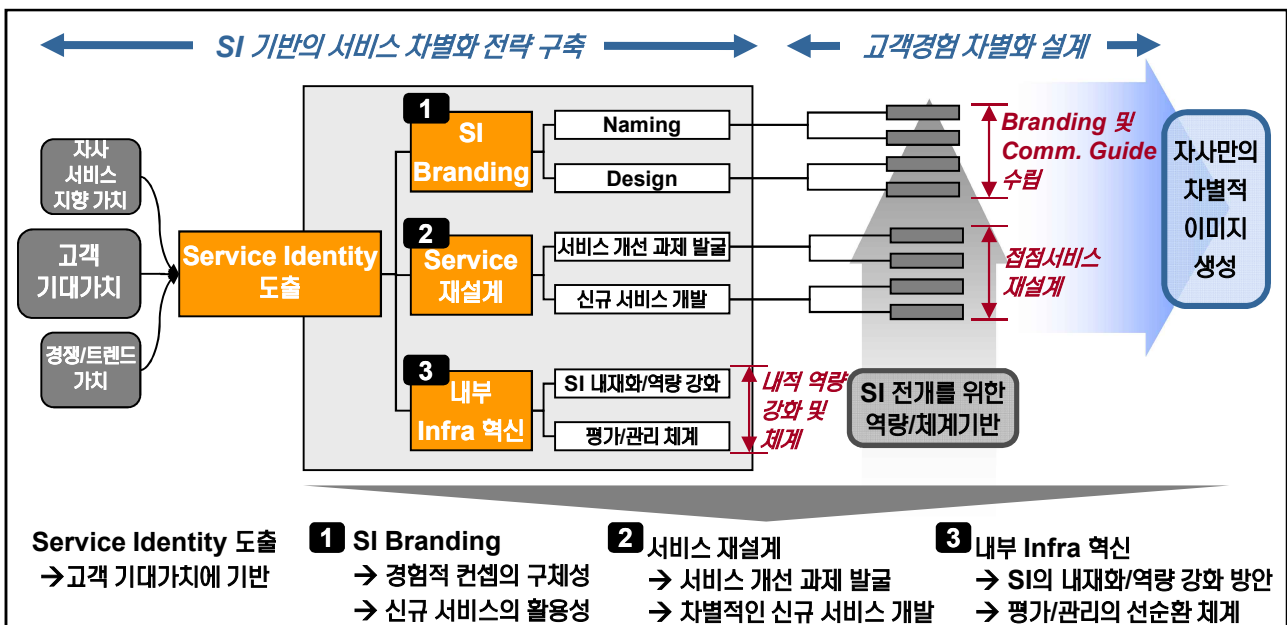 SI 기반의 서비스 차별화 전략 구축
고객경험 차별화 설계
자사
서비스
지향 가치
고객
기대가치
경쟁/트렌드
가치
Service Identity
도출
1
SI
Branding
Naming
Design
2
Service
재설계
서비스 개선 과제 발굴
신규 서비스 개발
3
내부
Infra 혁신
SI 내재화/역량 강화
평가/관리 체계
내적 역량
강화 및
체계
Branding 및
Comm. Guide
수립
접점서비스
재설계
SI 전개를 위한
역량/체계기반
자사만의
차별적
이미지
생성
Service Identity 도출
→고객 기대가치에 기반
1 SI Branding
→ 경험적 컨셉의 구체성
→ 신규 서비스의 활용성
2 서비스 재설계
→ 서비스 개선 과제 발굴
→ 차별적인 신규 서비스 개발
3 내부 Infra 혁신
→ SI의 내재화/역량 강화 방안
→ 평가/관리의 선순환 체계